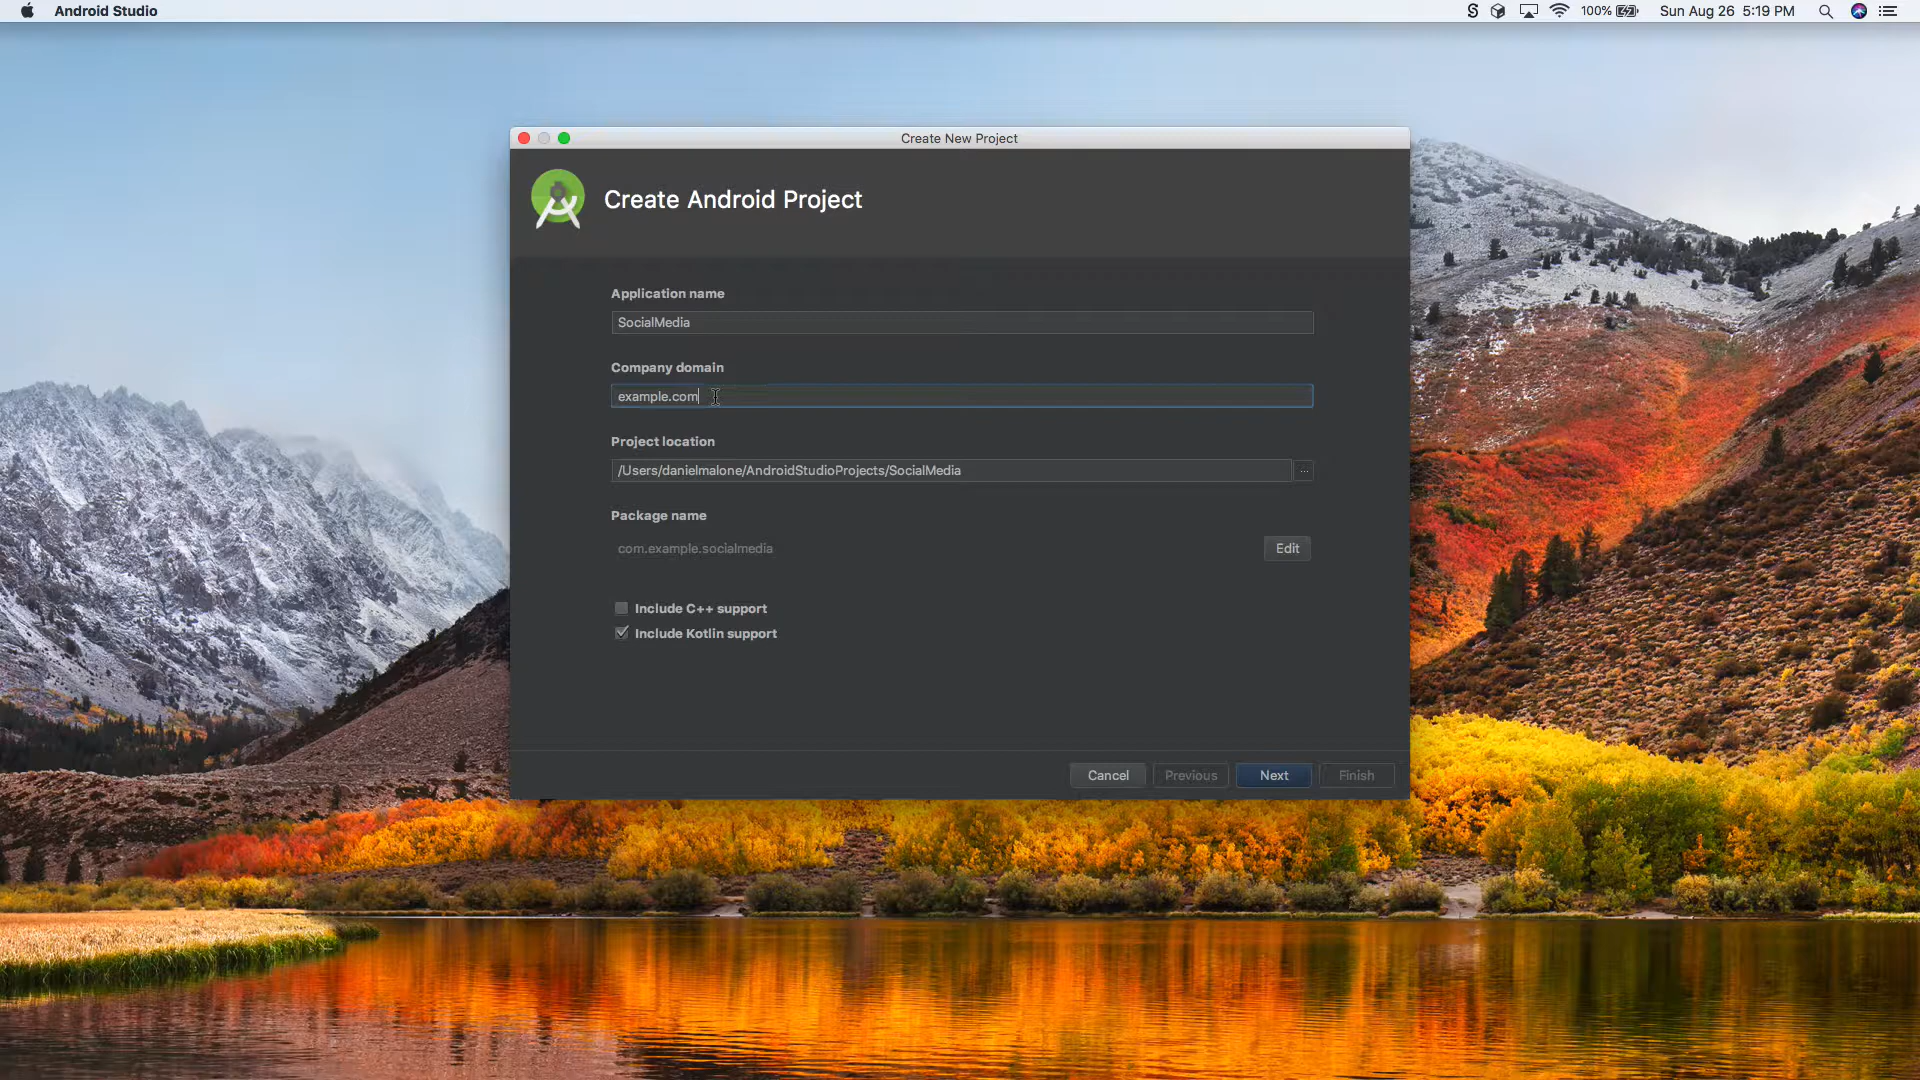 Android Studio
100%
Sun Aug 26 5:19 PM
Create New Project
Create Android Project
Application name
SocialMedia
Company domain
example.com
Project location
/Users/danielmalone/AndroidStudioProjects/SocialMedia
...
Package name
com.example.socialmedia
Edit
Include C++ support
Include Kotlin support
Cancel
Previous
Next
Finish